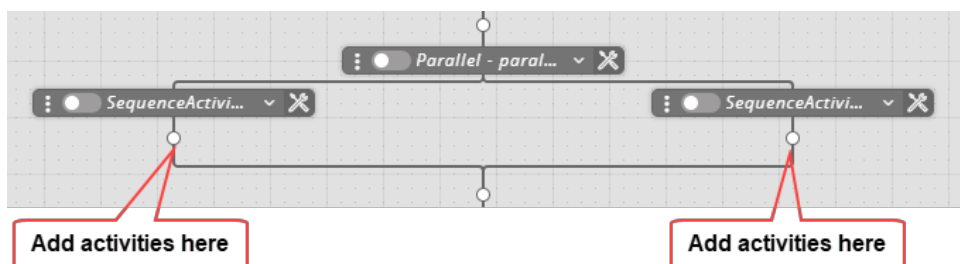 Parallel - paral...
SequenceActivi...
SequenceActivi...
Add activities here
Add activities here